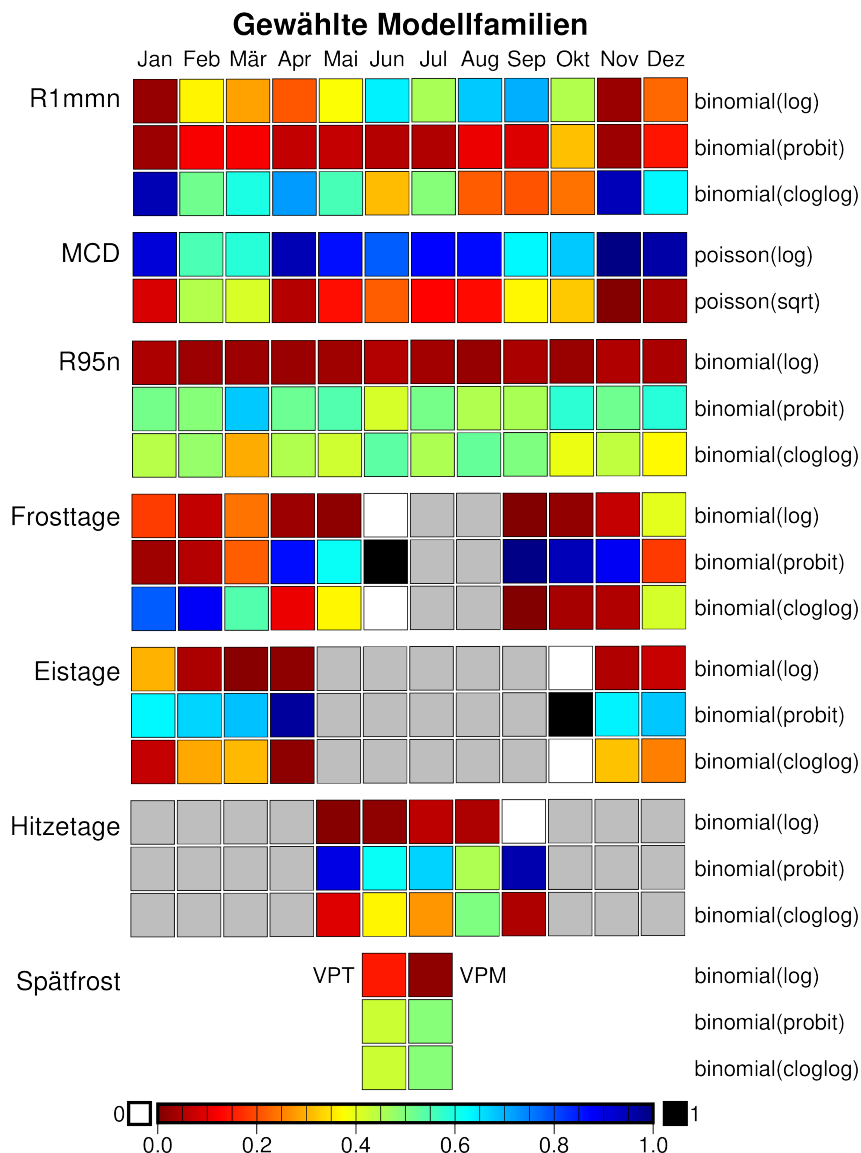 Gewählte Modellfamilien
Jan Feb Mär Apr Mai Jun Jul Aug Sep Okt Nov Dez
R1mmn binomial(log)
binomial(probit)
binomial(cloglog)
MCD poisson(log)
poisson(sqrt)
R95n binomial(log)
binomial(probit)
binomial(cloglog)
Frosttage binomial(log)
binomial(probit)
binomial(cloglog)
Eistage binomial(log)
binomial(probit)
binomial(cloglog)
Hitzetage binomial(log)
binomial(probit)
binomial(cloglog)
Spätfrost VPT VPM binomial(log)
binomial(probit)
binomial(cloglog)
0 1
0.0 0.2 0.4 0.6 0.8 1.0